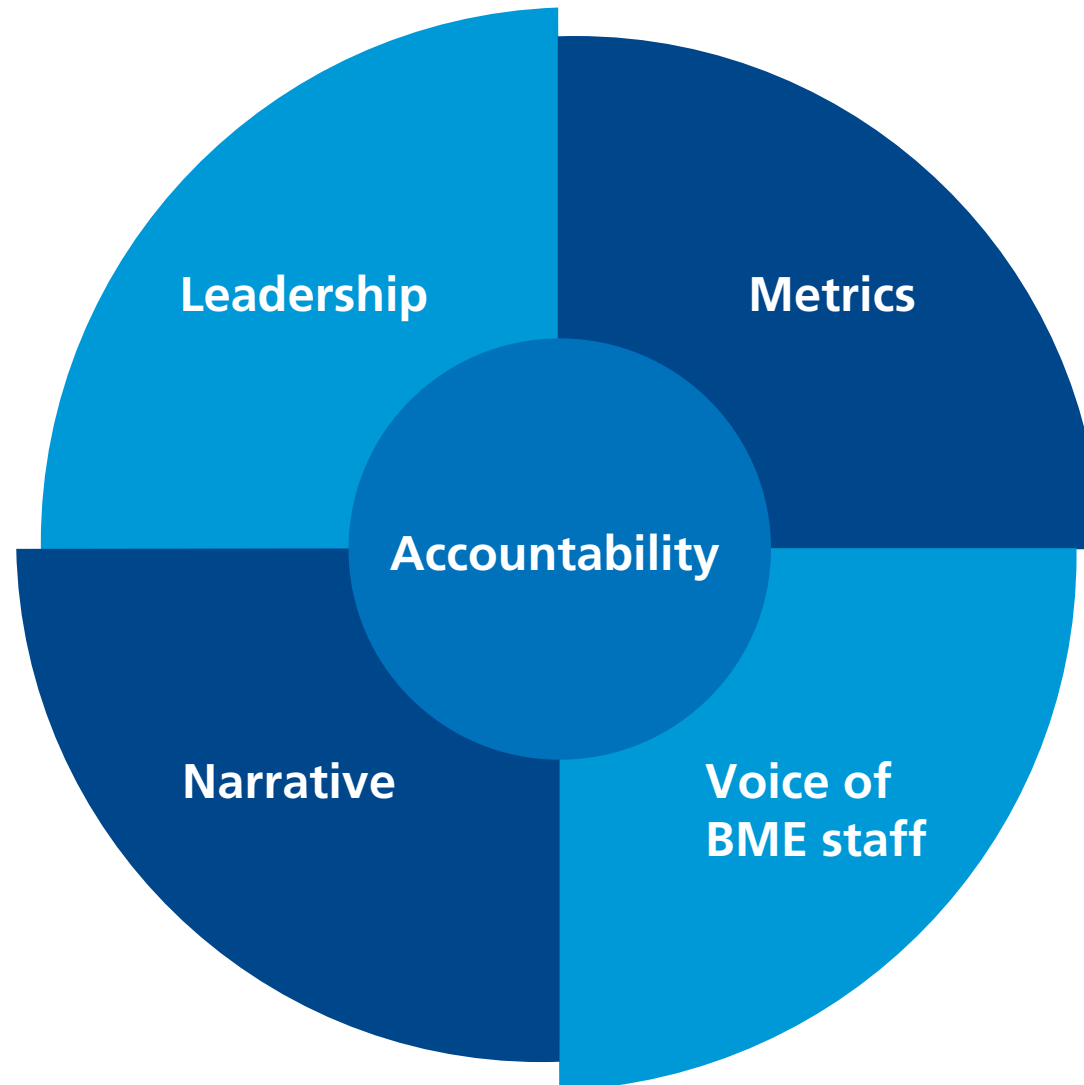 Leadership
Metrics
Accountability
Narrative
Voice of
BME staff